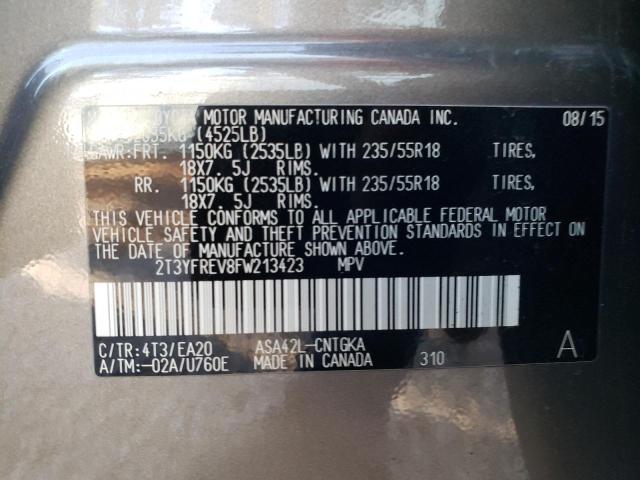 MOTOR MANUFACTURING CANADA INC. 08/15
(4525LB)
GAWR:FRT. 1150KG (2535LB) WITH 235/55R18 TIRES,
18X7. 5J RIMS.
RR. 1150KG (2535LB) WITH 235/55R18 TIRES,
18X7. 5J RIMS.
THIS VEHICLE CONFORMS TO ALL APPLICABLE FEDERAL MOTOR
VEHICLE SAFETY AND THEFT PREVENTION STANDARDS IN EFFECT ON
THE DATE OF MANUFACTURE SHOWN ABOVE.
2T3YFREV8FW213423 MPV
C/TR:4T3/EA20 ASA42L-CNTGKA
A/TM:-02A/U760E MADE IN CANADA 310 A